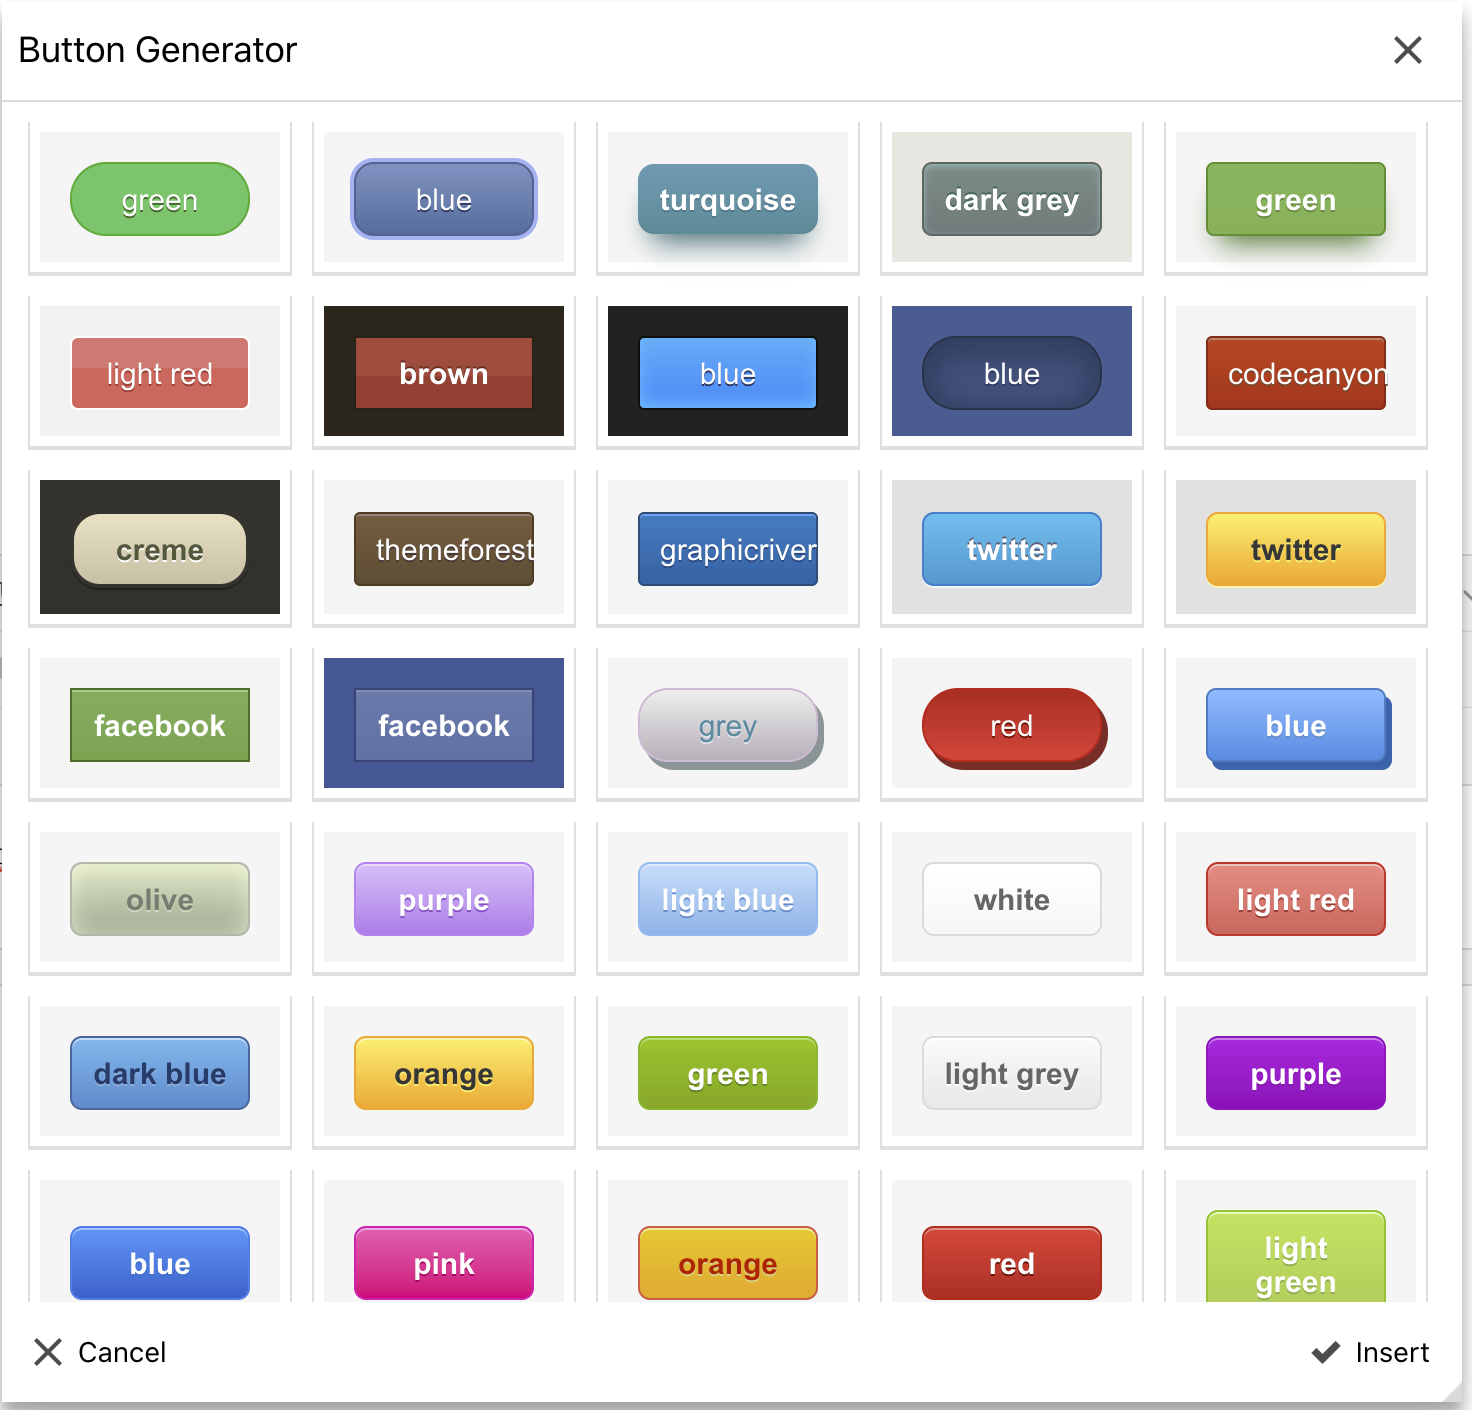 Button Generator
green
blue
turquoise
dark grey
green
light red
brown
blue
blue
codecanyon
creme
themeforest
graphicriver
twitter
twitter
facebook
facebook
grey
red
blue
olive
purple
light blue
white
light red
dark blue
orange
green
light grey
purple
blue
pink
orange
red
light
green
Cancel
Insert